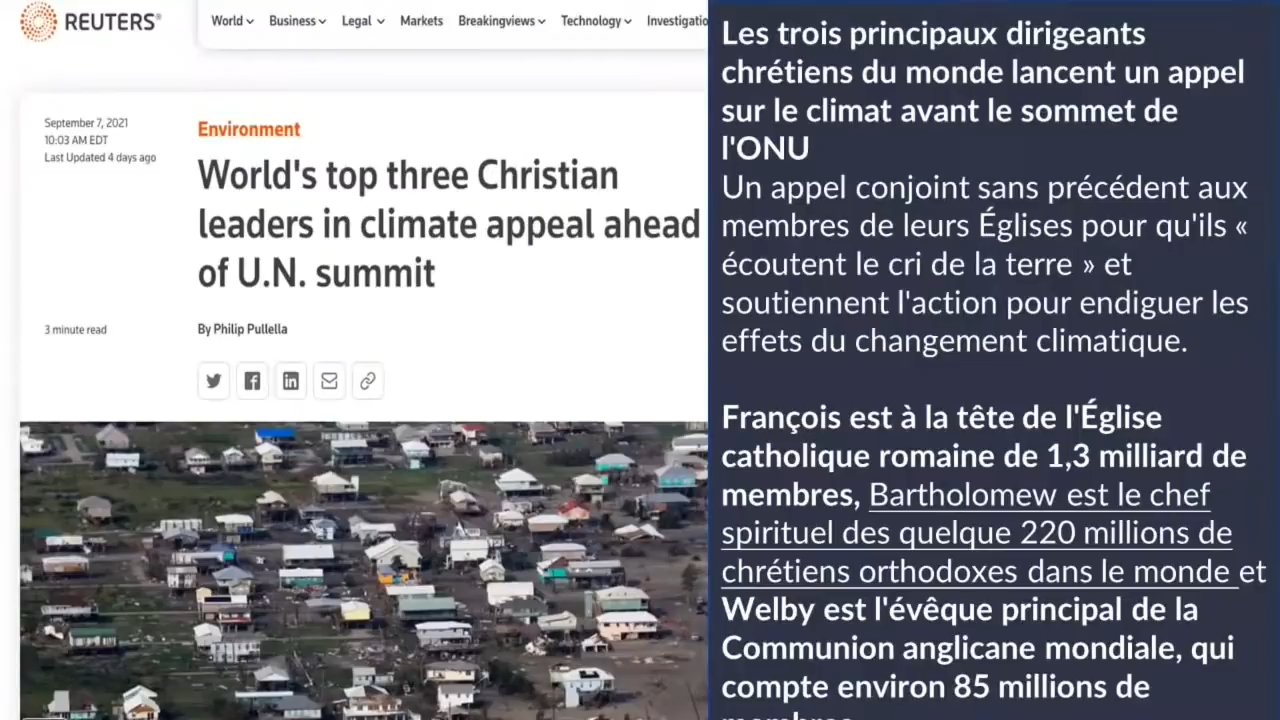 REUTERS®
World Business Legal Markets Breakingviews Technology
September 7, 2021
10:03 AM EDT
Last Updated 4 days ago
Environment
World's top three Christian
leaders in climate appeal ahead
of U.N. summit
3 minute read
By Philip Pullella
Les trois principaux dirigeants
chrétiens du monde lancent un appel
sur le climat avant le sommet de
l'ONU
Un appel conjoint sans précédent aux
membres de leurs Églises pour qu'ils «
écoutent le cri de la terre » et
soutiennent l'action pour endiguer les
effets du changement climatique.
François est à la tête de l'Église
catholique romaine de 1,3 milliard de
membres, Bartholomew est le chef
spirituel des quelque 220 millions de
chrétiens orthodoxes dans le monde et
Welby est l'évêque principal de la
Communion anglicane mondiale, qui
compte environ 85 millions de